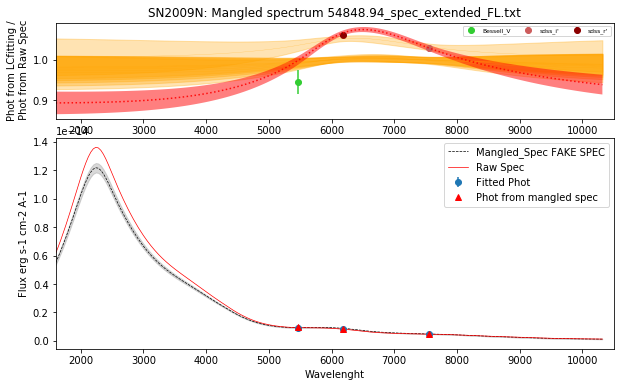 SN2009N: Mangled spectrum 54848.94_spec_extended_FL.txt
Phot from LCfitting /
Phot from Raw Spec
1.0
0.9
Bessell_V
sdss_i'
sdss_r'
2000 3000 4000 5000 6000 7000 8000 9000 10000
1e−14
Flux erg s-1 cm-2 A-1
1.4
1.2
1.0
0.8
0.6
0.4
0.2
0.0
Mangled_Spec FAKE SPEC
Raw Spec
Fitted Phot
Phot from mangled spec
2000 3000 4000 5000 6000 7000 8000 9000 10000
Wavelenght